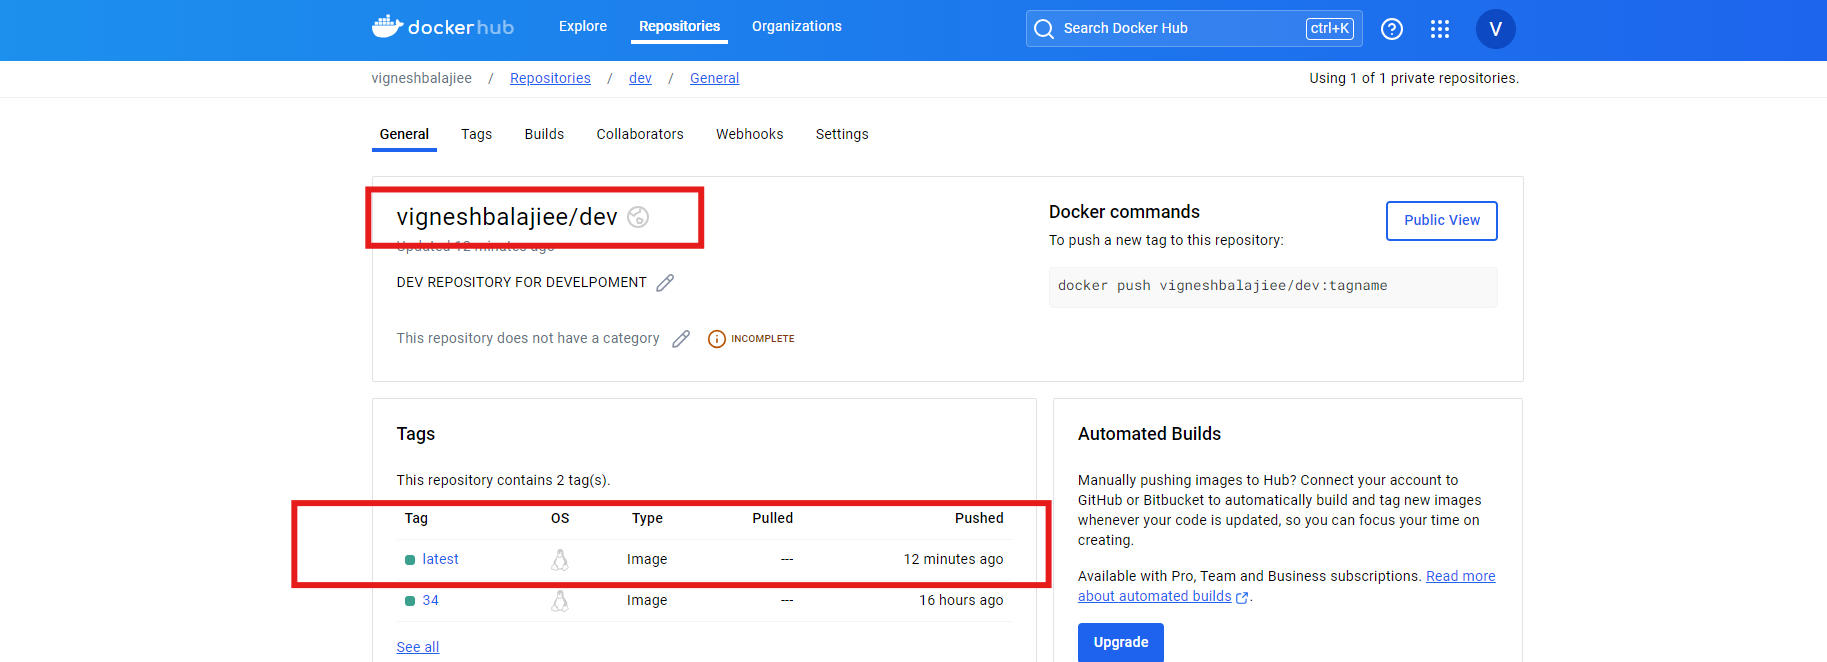 dockerhub Explore Repositories Organizations Search Docker Hub ctrl+K ? V
vigneshbalajiee / Repositories / dev / General Using 1 of 1 private repositories.
General Tags Builds Collaborators Webhooks Settings
vigneshbalajiee/dev
Updated 12 minutes ago
DEV REPOSITORY FOR DEVELPOMENT
This repository does not have a category INCOMPLETE
Docker commands
To push a new tag to this repository:
Public View
docker push vigneshbalajiee/dev:tagname
Tags
This repository contains 2 tag(s).
Tag OS Type Pulled Pushed
latest Image --- 12 minutes ago
34 Image --- 16 hours ago
See all
Automated Builds
Manually pushing images to Hub? Connect your account to
GitHub or Bitbucket to automatically build and tag new images
whenever your code is updated, so you can focus your time on
creating.
Available with Pro, Team and Business subscriptions. Read more
about automated builds.
Upgrade